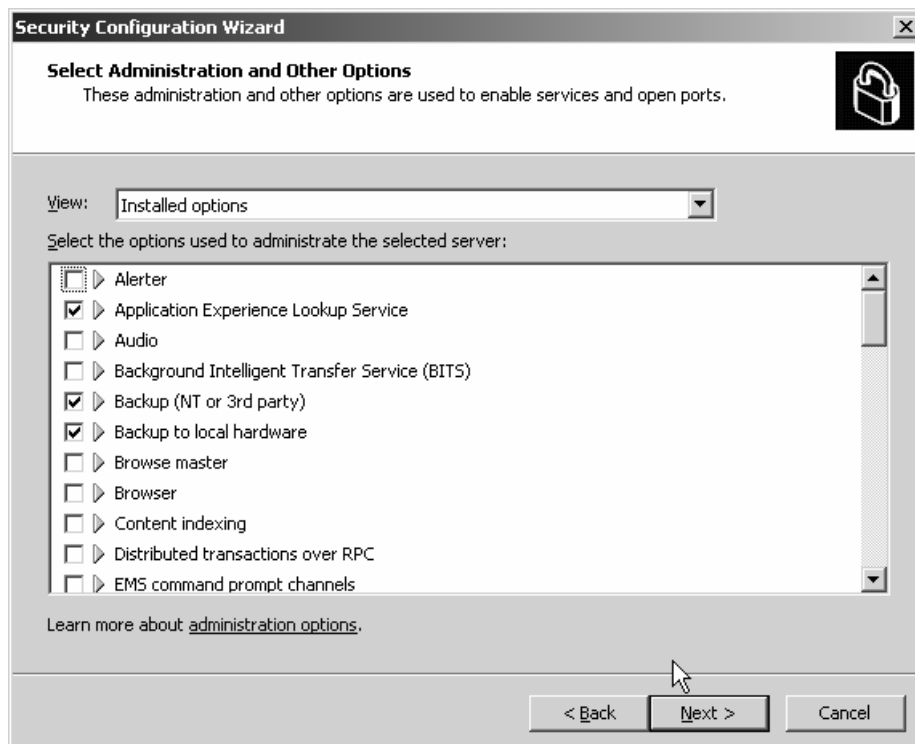 Security Configuration Wizard
Select Administration and Other Options
These administration and other options are used to enable services and open ports.
View: Installed options
Select the options used to administrate the selected server:
Alerter
Application Experience Lookup Service
Audio
Background Intelligent Transfer Service (BITS)
Backup (NT or 3rd party)
Backup to local hardware
Browse master
Browser
Content indexing
Distributed transactions over RPC
EMS command prompt channels
Learn more about administration options.
< Back Next > Cancel